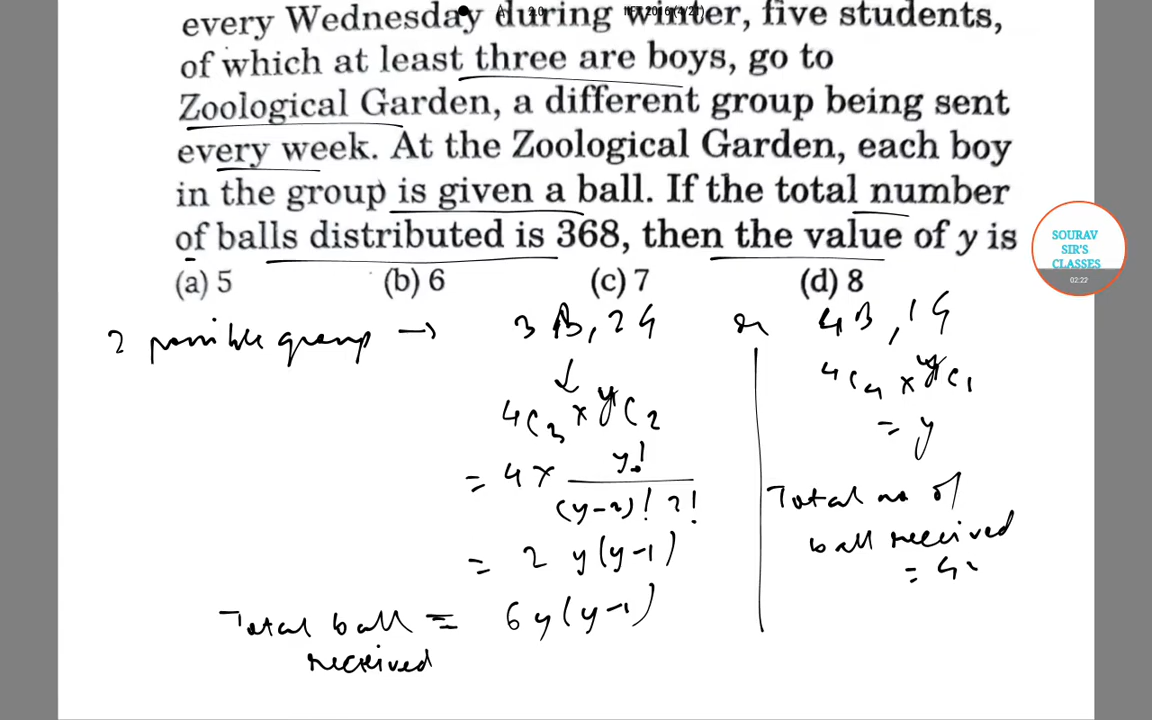 every Wednesday during winter, five students,
of which at least three are boys, go to
Zoological Garden, a different group being sent
every week. At the Zoological Garden, each boy
in the group is given a ball. If the total number
of balls distributed is 368, then the value of y is
SOURAV
SIR'S
CLASSES
02:22
(a) 5 (b) 6 (c) 7 (d) 8
2 possible group → 3 B, 2 G or 4B, 1 G
4C3 × yC2
= 4 × y! / (y-2)! 2!
= 2 y(y-1)
Total ball = 6 y(y-1)
received
4C4 × yC1
= y
Total no of
ball received
= 4